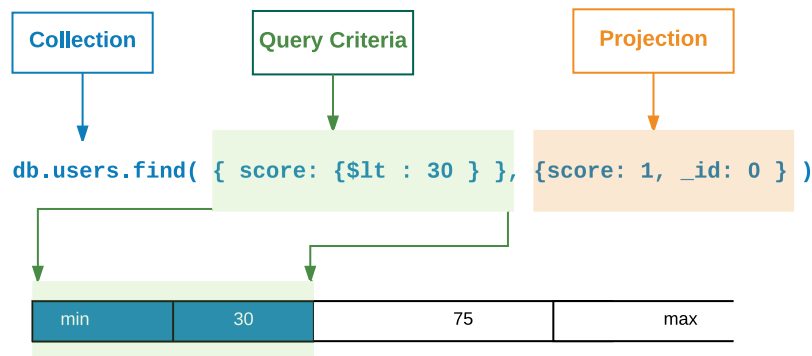 Collection
Query Criteria
Projection
db.users.find( { score: {$lt : 30 } }, {score: 1, _id: 0 } )
min 30 75 max